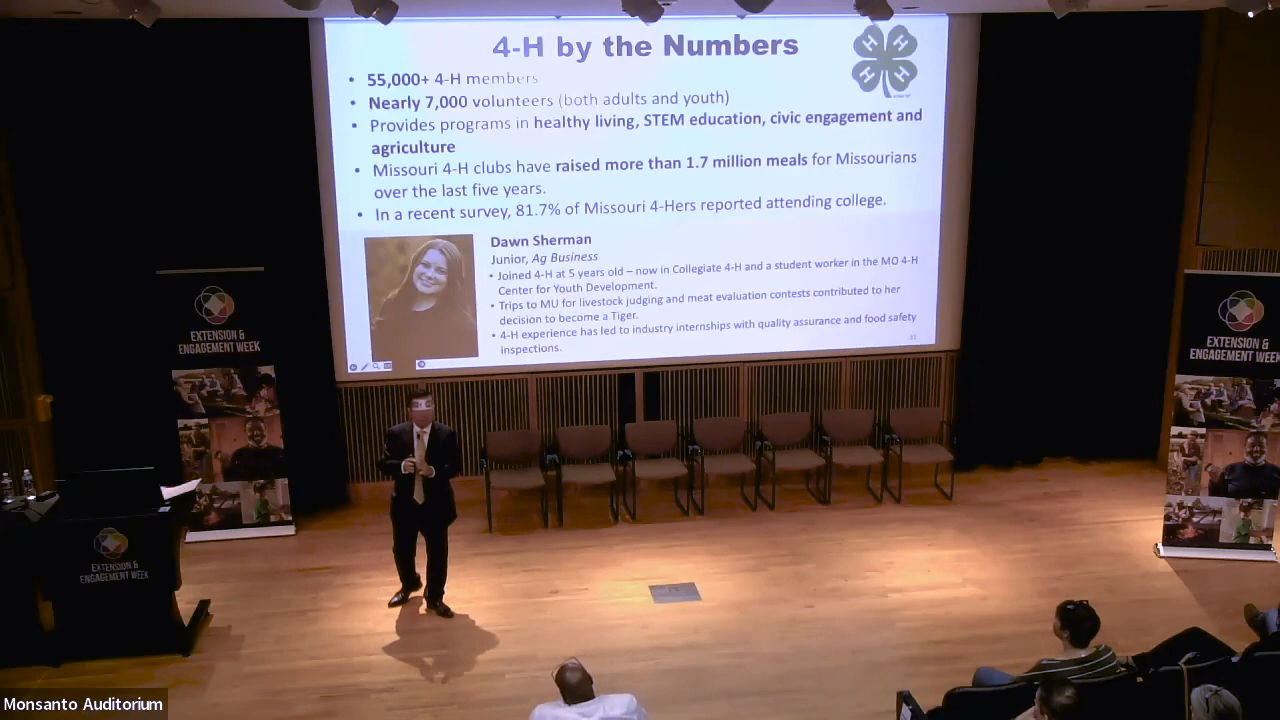 4-H by the Numbers
H H
H H
• 55,000+ 4-H members
• Nearly 7,000 volunteers (both adults and youth)
• Provides programs in healthy living, STEM education, civic engagement and
agriculture
• Missouri 4-H clubs have raised more than 1.7 million meals for Missourians
over the last five years.
• In a recent survey, 81.7% of Missouri 4-Hers reported attending college.
Dawn Sherman
Junior, Ag Business
• Joined 4-H at 5 years old – now in Collegiate 4-H and a student worker in the MO 4-H
Center for Youth Development.
• Trips to MU for livestock judging and meat evaluation contests contributed to her
decision to become a Tiger.
• 4-H experience has led to industry internships with quality assurance and food safety
inspections.
EXTENSION &
ENGAGEMENT WEEK
EXTENSION &
ENGAGEMENT WEEK
EXTENSION &
ENGAGEMENT WEEK
Monsanto Auditorium